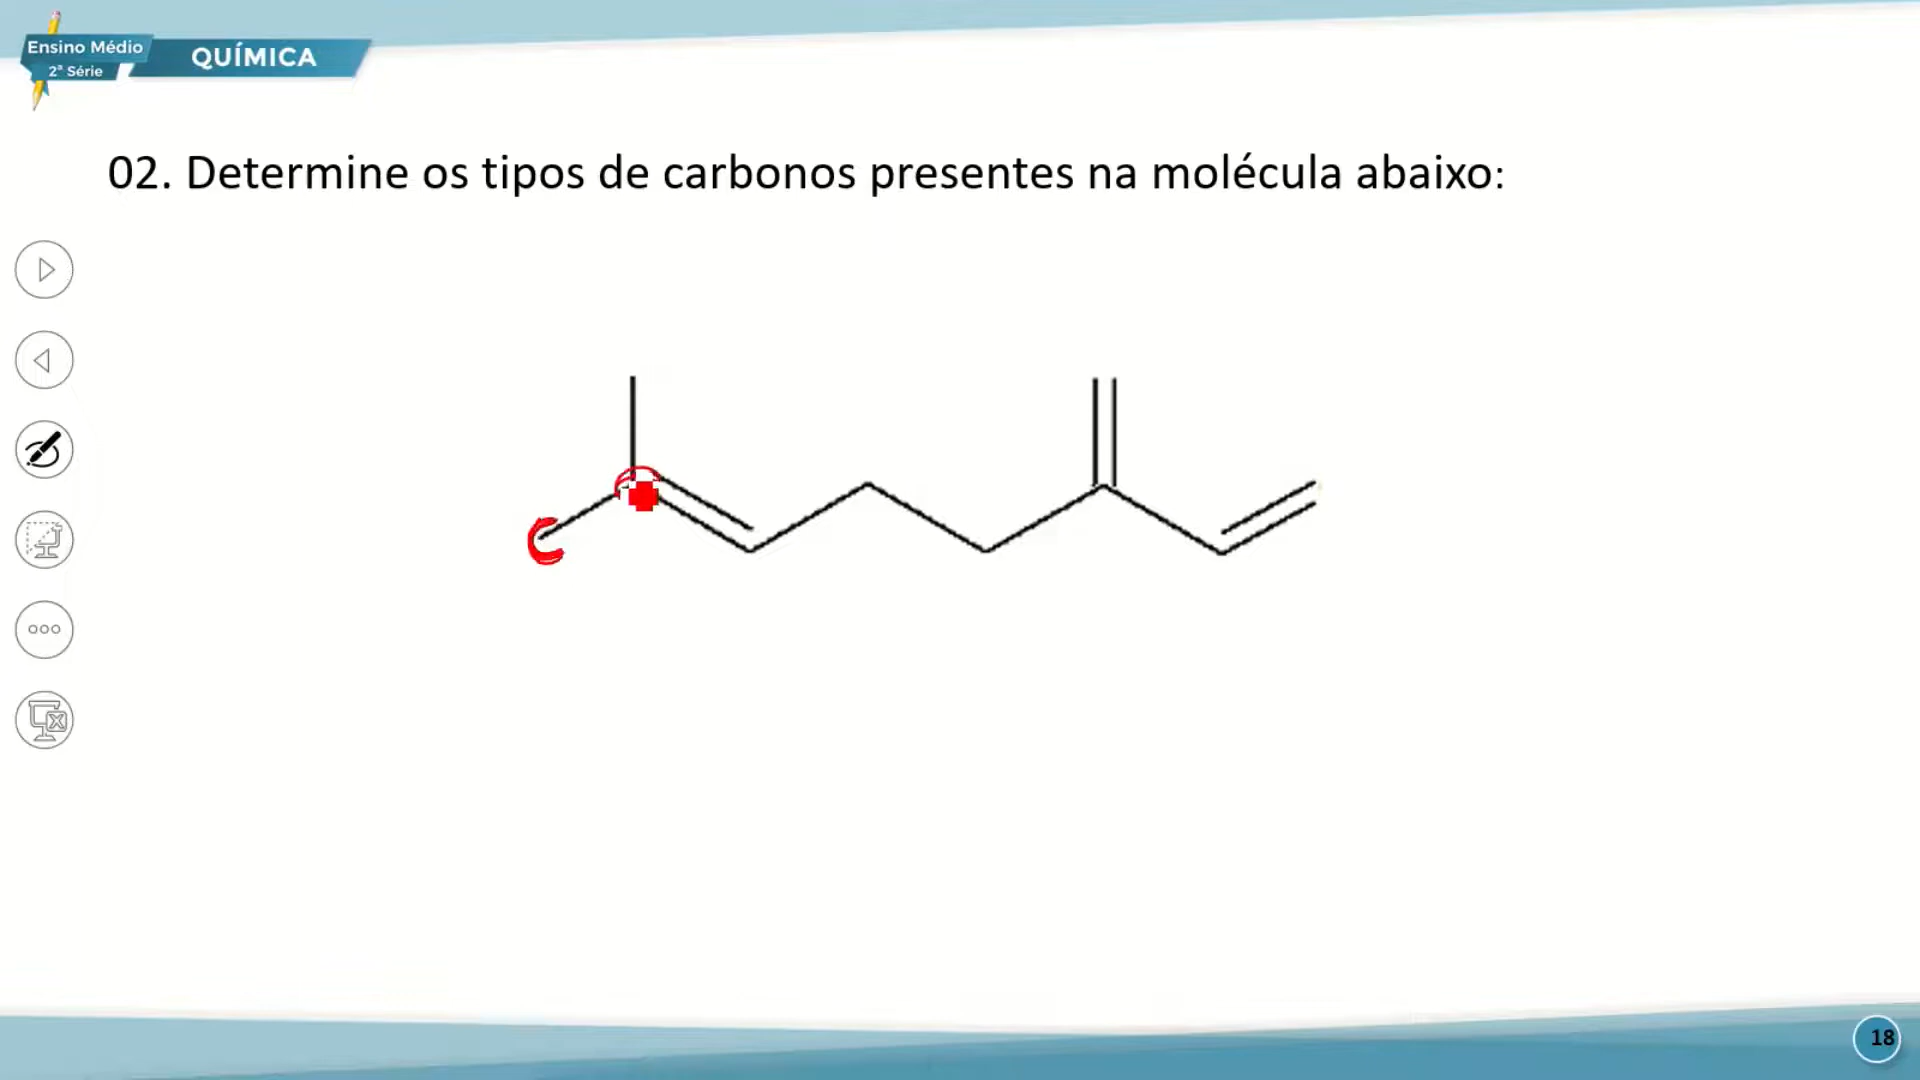 Ensino Médio
2ª Série
QUÍMICA
02. Determine os tipos de carbonos presentes na molécula abaixo:
C
18